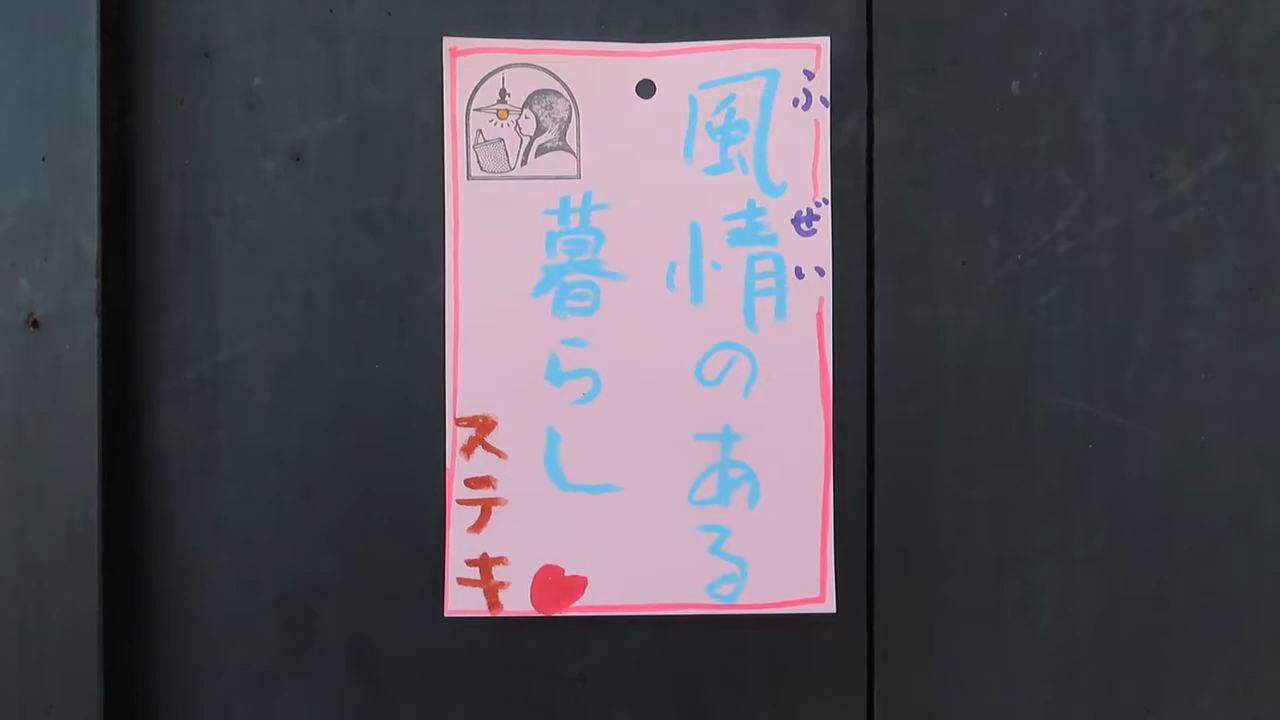 ふぜい
風情のある
暮らし
ステキ